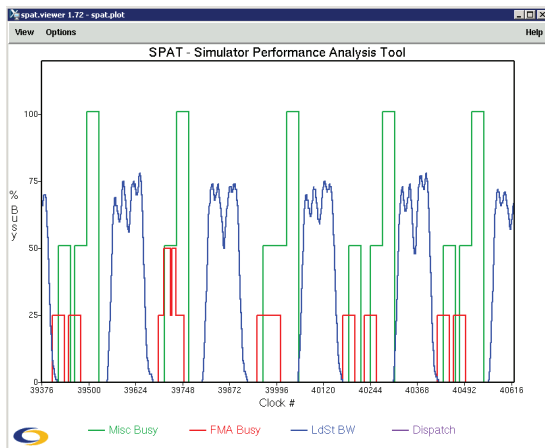 spat.viewer 1.72 - spat.plot
View Options Help
SPAT - Simulator Performance Analysis Tool
100
75
% Busy
50
25
0
39376 39500 39624 39748 39872 39996 40120 40244 40368 40492 40616
Clock #
Misc Busy FMA Busy LdSt BW Dispatch